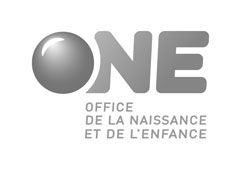 ONE
OFFICE
DE LA NAISSANCE
ET DE L'ENFANCE